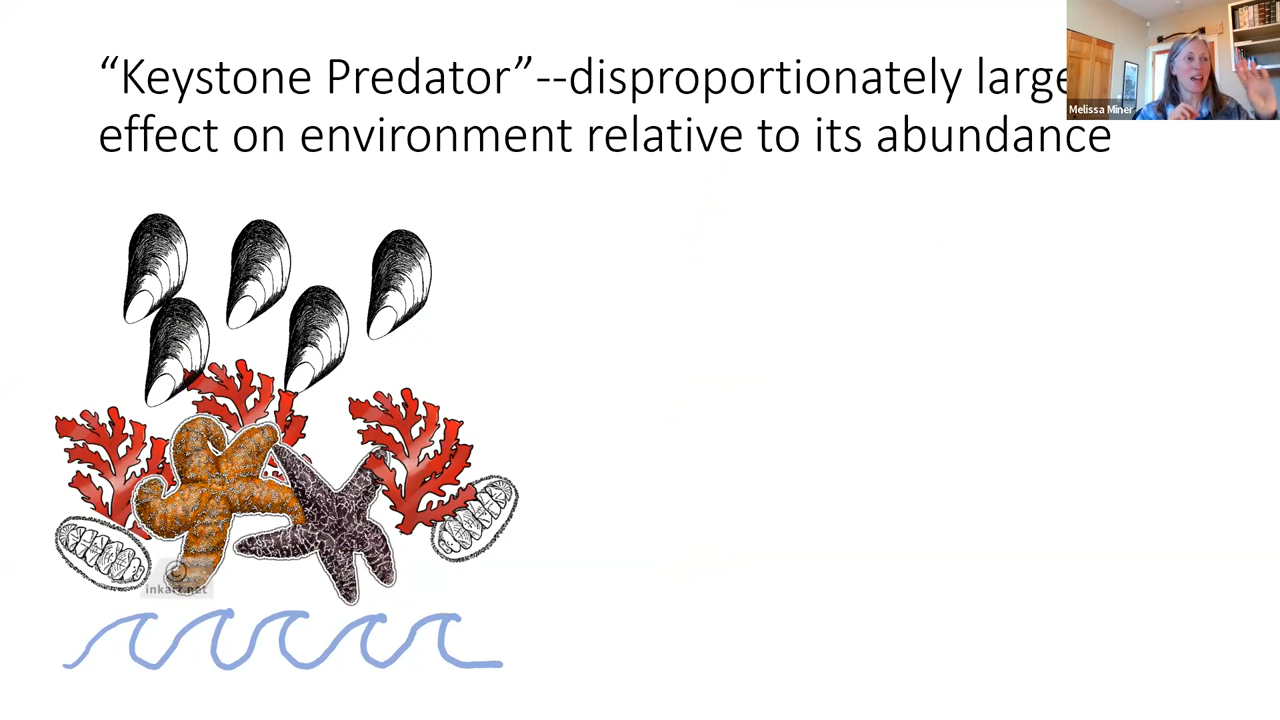 “Keystone Predator”--disproportionately large
effect on environment relative to its abundance
Melissa Miner
©
inkart.net